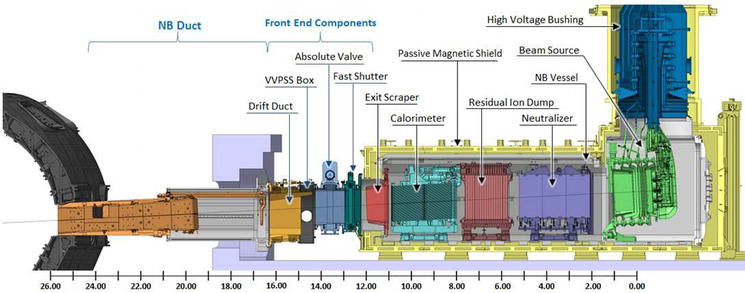 NB Duct
Front End Components
High Voltage Bushing
Absolute Valve
Passive Magnetic Shield
Beam Source
VVPSS Box
Fast Shutter
NB Vessel
Drift Duct
Exit Scraper
Residual Ion Dump
Calorimeter
Neutralizer
26.00 24.00 22.00 20.00 18.00 16.00 14.00 12.00 10.00 8.00 6.00 4.00 2.00 0.00